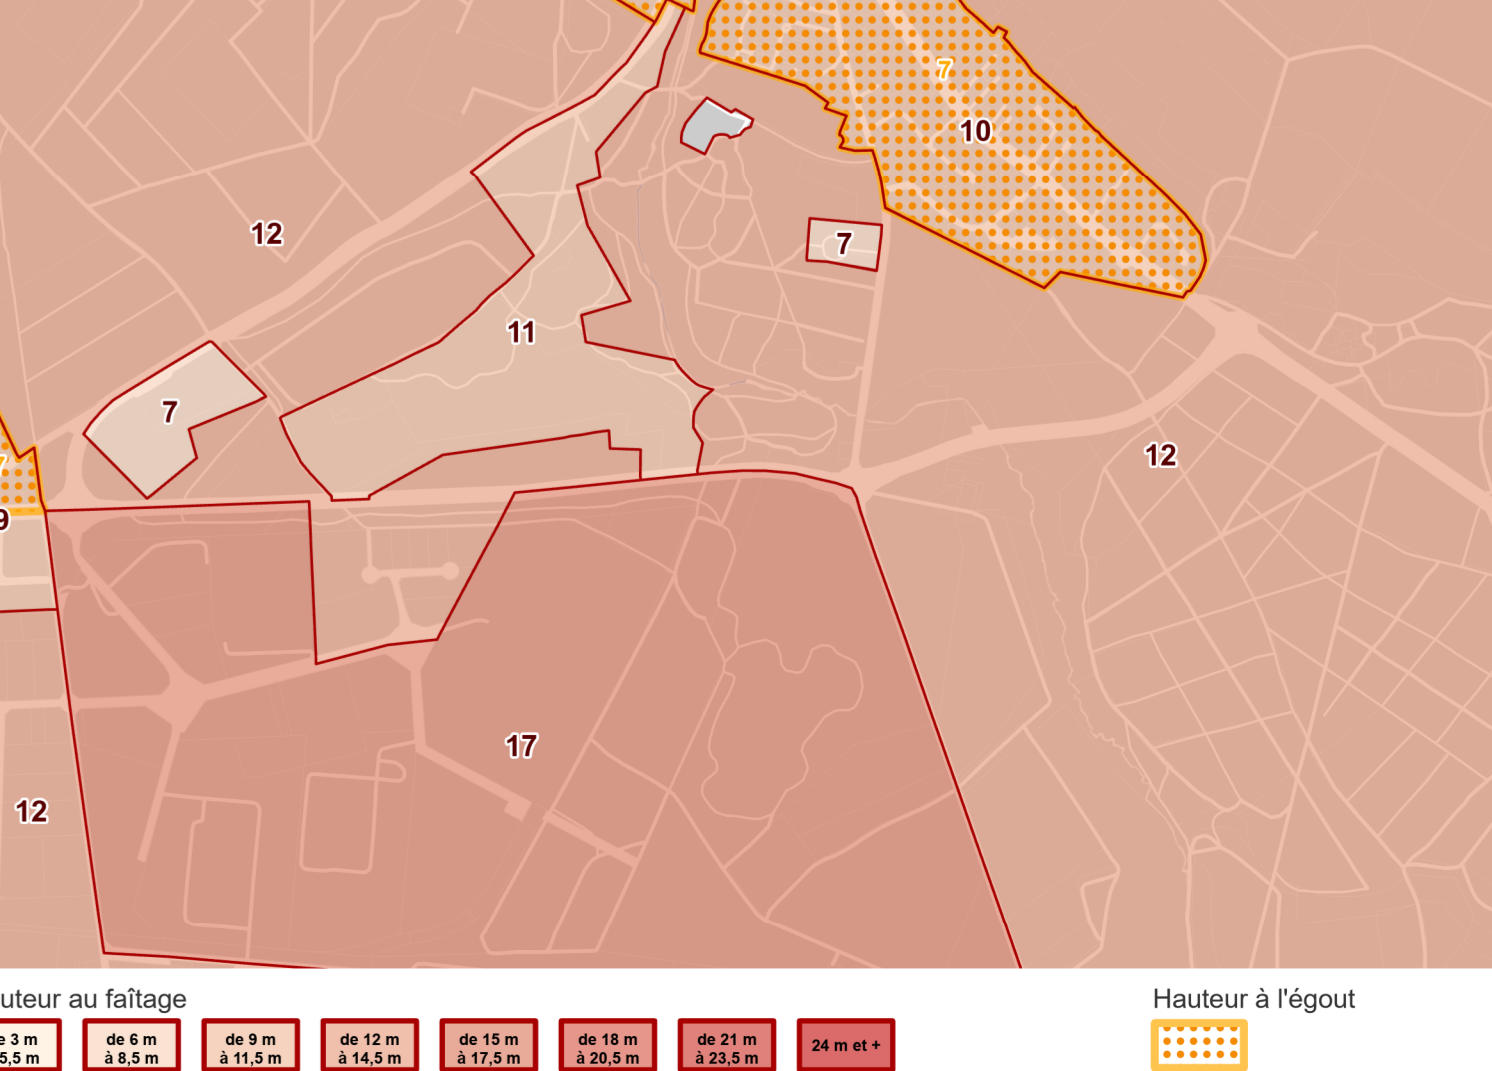 7
10
12
7
11
7
12
7
9
17
12
uteur au faîtage
Hauteur à l'égout
e 3 m
5,5 m
de 6 m
à 8,5 m
de 9 m
à 11,5 m
de 12 m
à 14,5 m
de 15 m
à 17,5 m
de 18 m
à 20,5 m
de 21 m
à 23,5 m
24 m et +